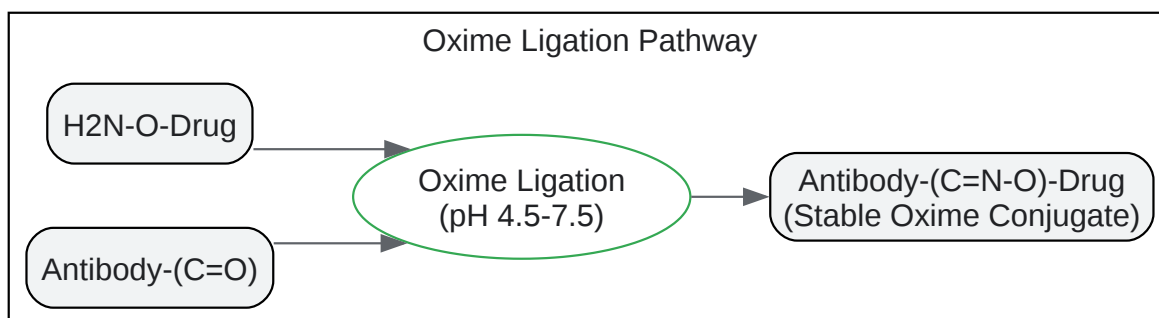 Oxime Ligation Pathway
H2N-O-Drug
Oxime Ligation
(pH 4.5-7.5)
Antibody-(C=N-O)-Drug
(Stable Oxime Conjugate)
Antibody-(C=O)